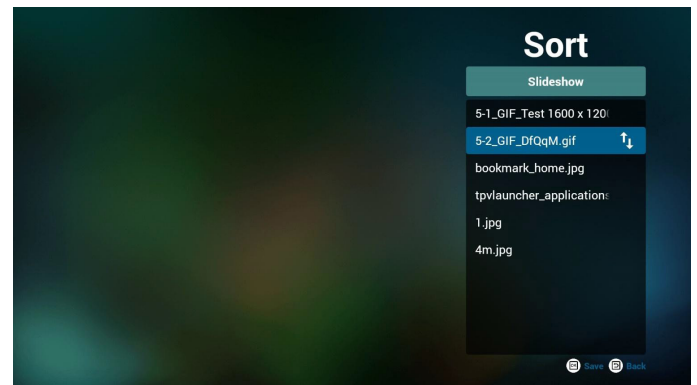 Sort
Slideshow
5-1_GIF_Test 1600 x 120
5-2_GIF_DfQqM.gif
bookmark_home.jpg
tpvlauncher_applications
1.jpg
4m.jpg
Save Back